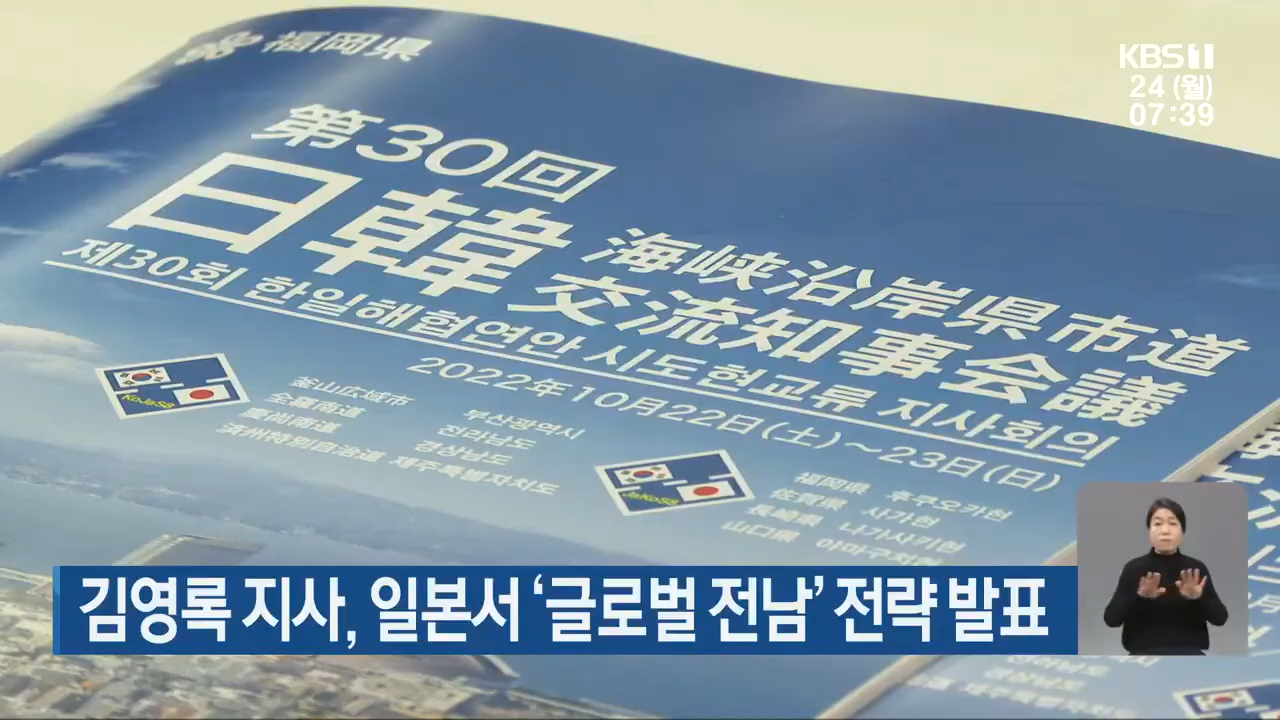 福岡県
KBS 1
24 (월)
07:39
第30回
日韓 海峡沿岸県市道
交流知事会議
제30회 한일해협연안 시도현교류 지사회의
2022年10月22日(土)～23日(日)
釜山広域市 부산광역시
全羅南道 전라남도
慶尚南道 경상남도
済州特別自治道 제주특별자치도
KoJaSB
JaKoSB
福岡県 후쿠오카현
佐賀県 사가현
長崎県 나가사키현
山口県
김영록 지사, 일본서 ‘글로벌 전남’ 전략 발표